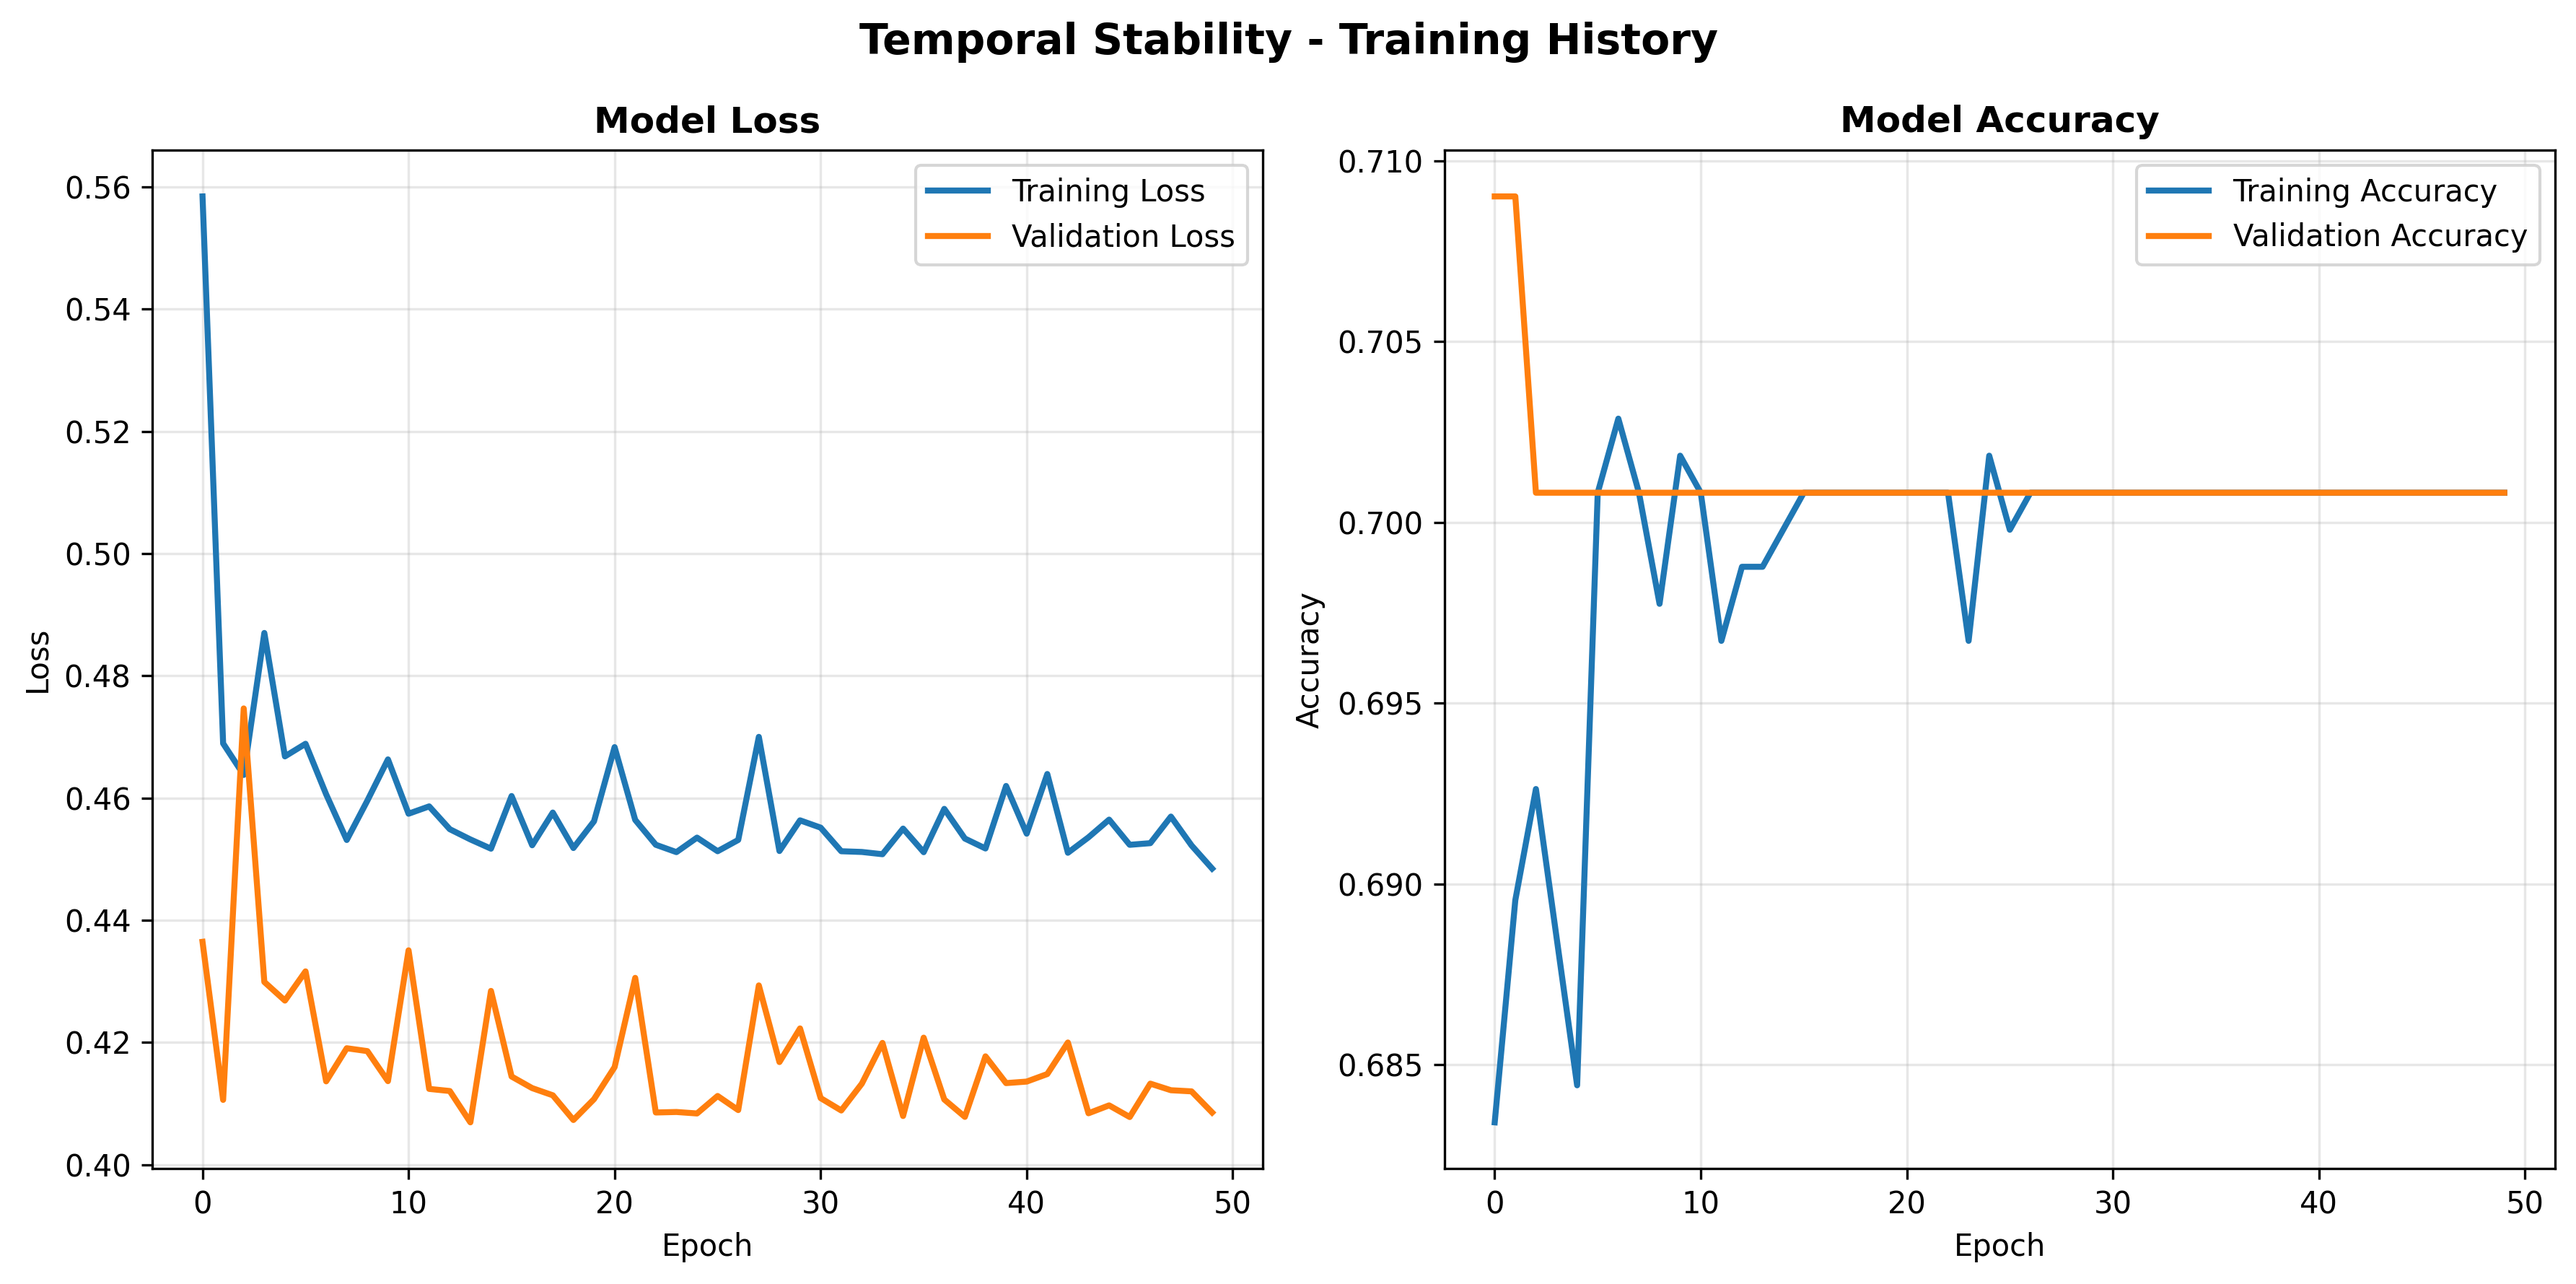 Temporal Stability - Training History
Model Loss
0.56
0.54
0.52
0.50
0.48
0.46
0.44
0.42
0.40
Loss
Training Loss
Validation Loss
0 10 20 30 40 50
Epoch
Model Accuracy
0.710
0.705
0.700
0.695
0.690
0.685
Accuracy
Training Accuracy
Validation Accuracy
0 10 20 30 40 50
Epoch